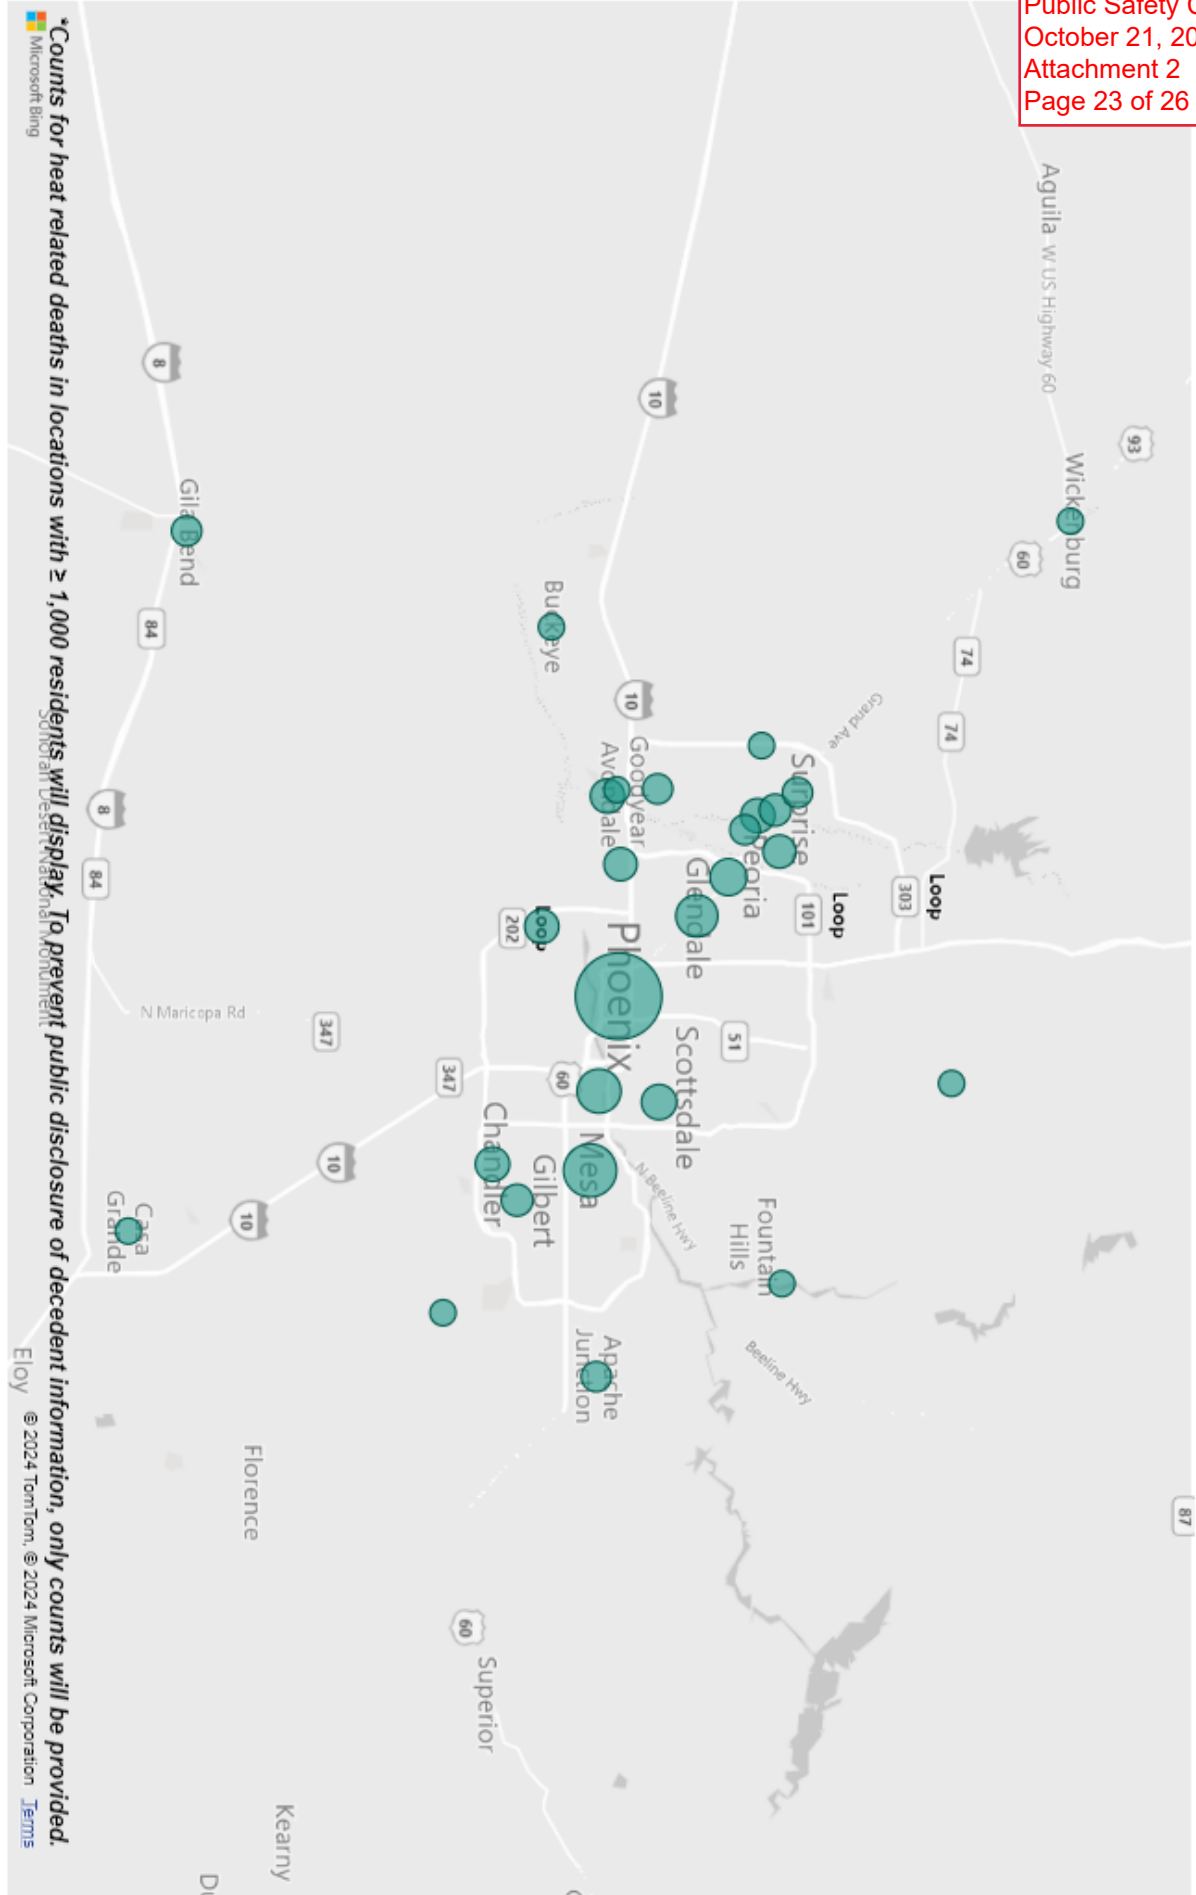 Public Safety C
October 21, 20
Attachment 2
Page 23 of 26
Aguila
W US Highway 60
93
Wickenburg
60
74
74
Grand Ave
Loop
303
Loop
101
Surprise
Peoria
Glendale
Goodyear
Avondale
Buckeye
10
10
8
Gila Bend
84
8
84
Sonoran Desert National Monument
N Maricopa Rd
347
347
Loop
202
Phoenix
51
Scottsdale
60
Mesa
Chandler
Gilbert
N Beeline Hwy
Fountain
Hills
Beeline Hwy
Apache
Junction
10
10
Casa
Grande
Eloy
Florence
87
60
Superior
Kearny
*Counts for heat related deaths in locations with ≥ 1,000 residents will display. To prevent public disclosure of decedent information, only counts will be provided.
Microsoft Bing
© 2024 TomTom, © 2024 Microsoft Corporation Terms